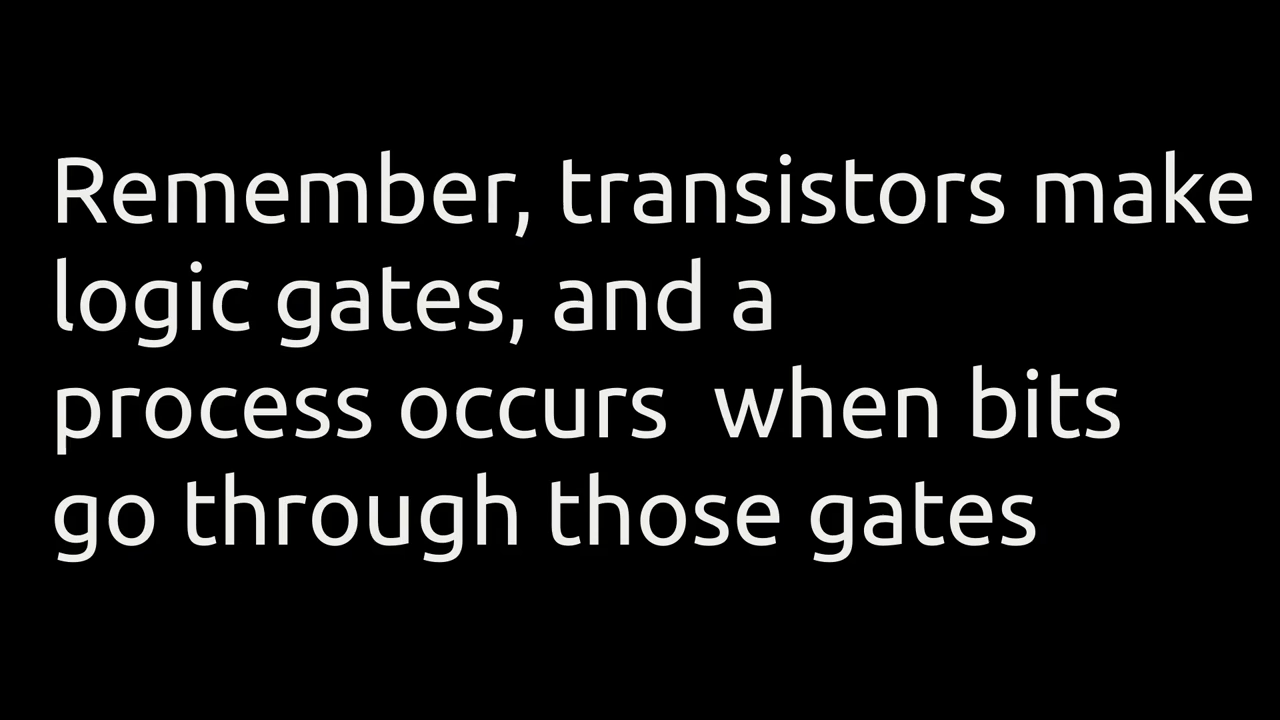 Remember, transistors make
logic gates, and a
process occurs  when bits
go through those gates